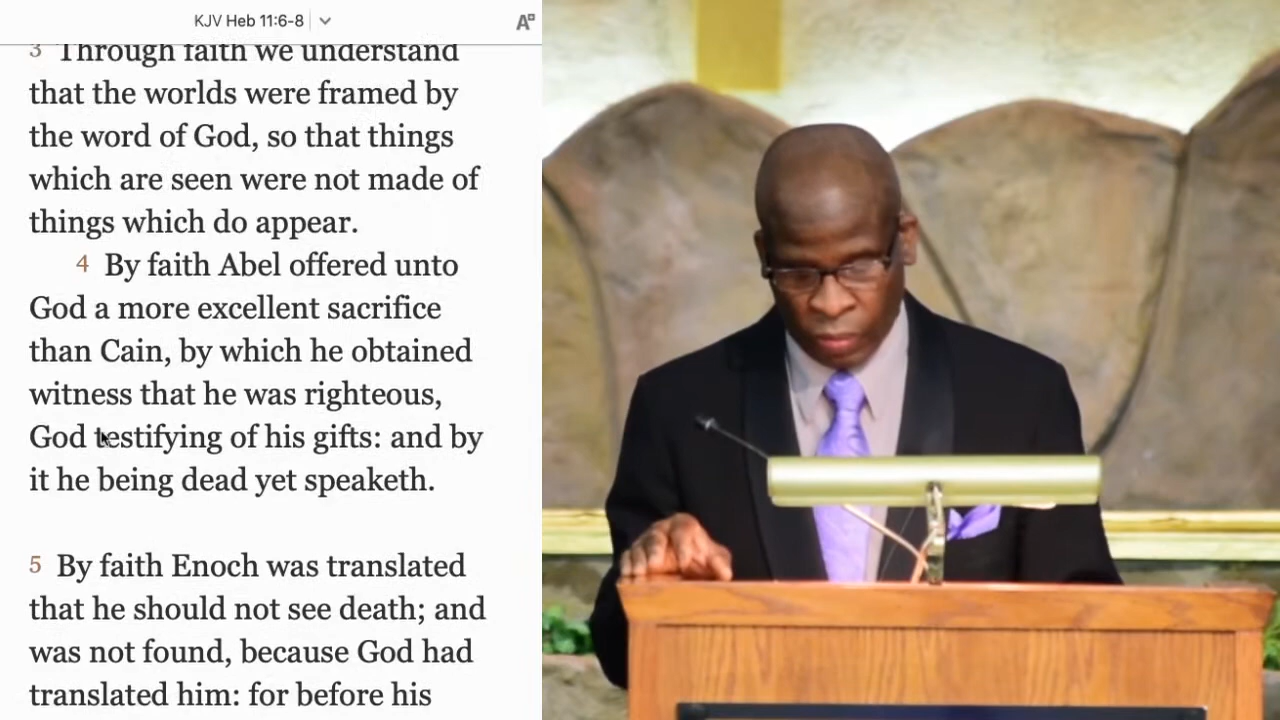 KJV Heb 11:6-8
A
3 Through faith we understand
that the worlds were framed by
the word of God, so that things
which are seen were not made of
things which do appear.
4 By faith Abel offered unto
God a more excellent sacrifice
than Cain, by which he obtained
witness that he was righteous,
God testifying of his gifts: and by
it he being dead yet speaketh.
5 By faith Enoch was translated
that he should not see death; and
was not found, because God had
translated him: for before his